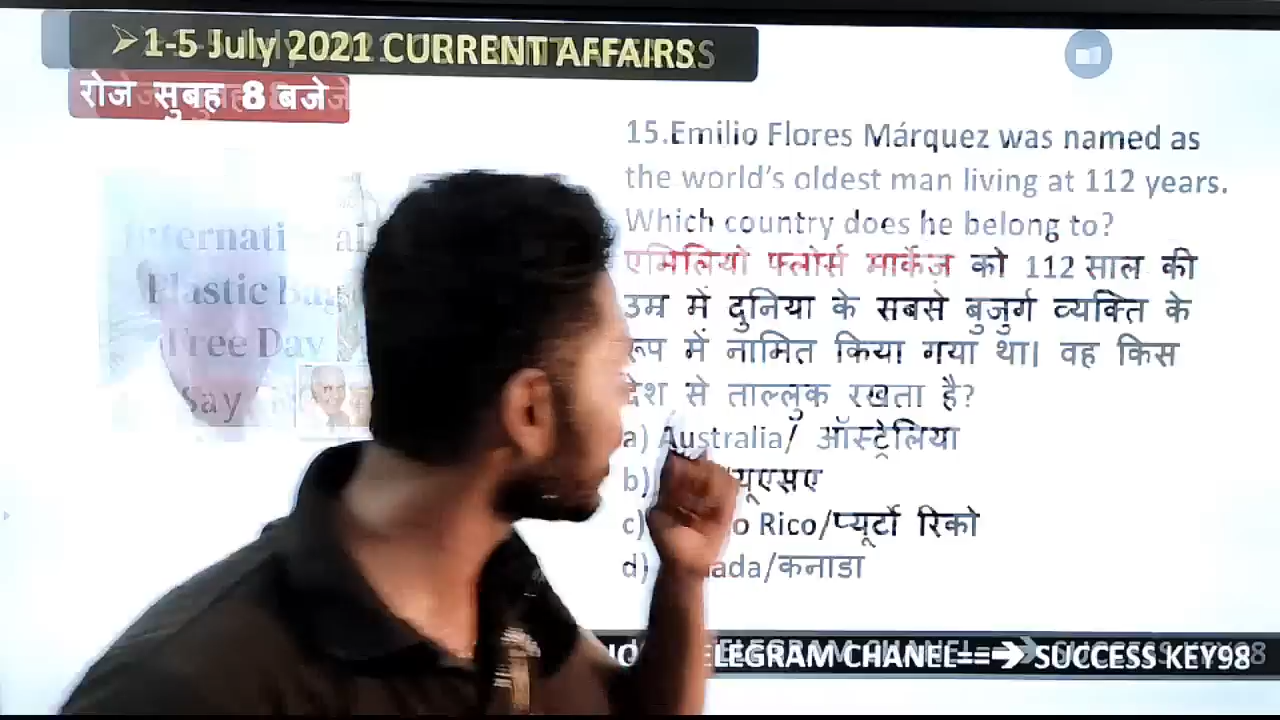 ➤1-5 July 2021 CURRENT AFFAIRS
रोज सुबह 8 बजे
15.Emilio Flores Márquez was named as
the world's oldest man living at 112 years.
Which country does he belong to?
एमिलियो फ्लोर्स मार्केज़ को 112 साल की
उम्र में दुनिया के सबसे बुजुर्ग व्यक्ति के
रूप में नामित किया गया था। वह किस
देश से ताल्लुक रखता है?
a) Australia/ ऑस्ट्रेलिया
b) /यूएसए
c) o Rico/प्यूर्टो रिको
d) ada/कनाडा
Plastic Bag
Free Day
Say
ELEGRAM CHANEL==➔ SUCCESS KEY98